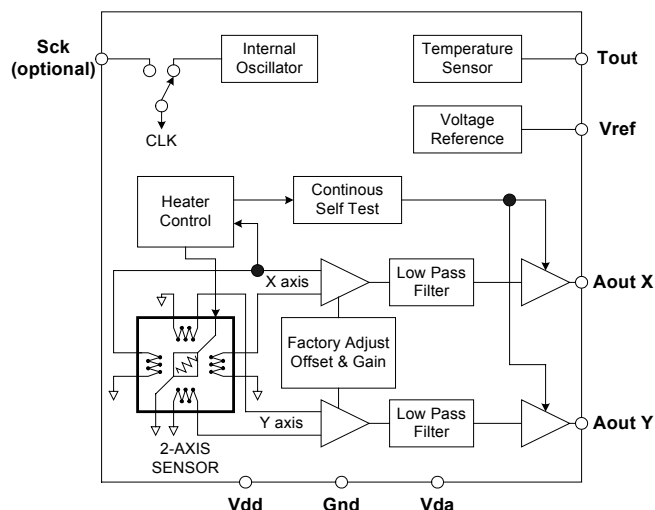 Sck
(optional)
Internal
Oscillator
CLK
Temperature
Sensor
Tout
Voltage
Reference
Vref
Heater
Control
Continous
Self Test
X axis
Low Pass
Filter
Aout X
Factory Adjust
Offset & Gain
Y axis
Low Pass
Filter
Aout Y
2-AXIS
SENSOR
Vdd
Gnd
Vda